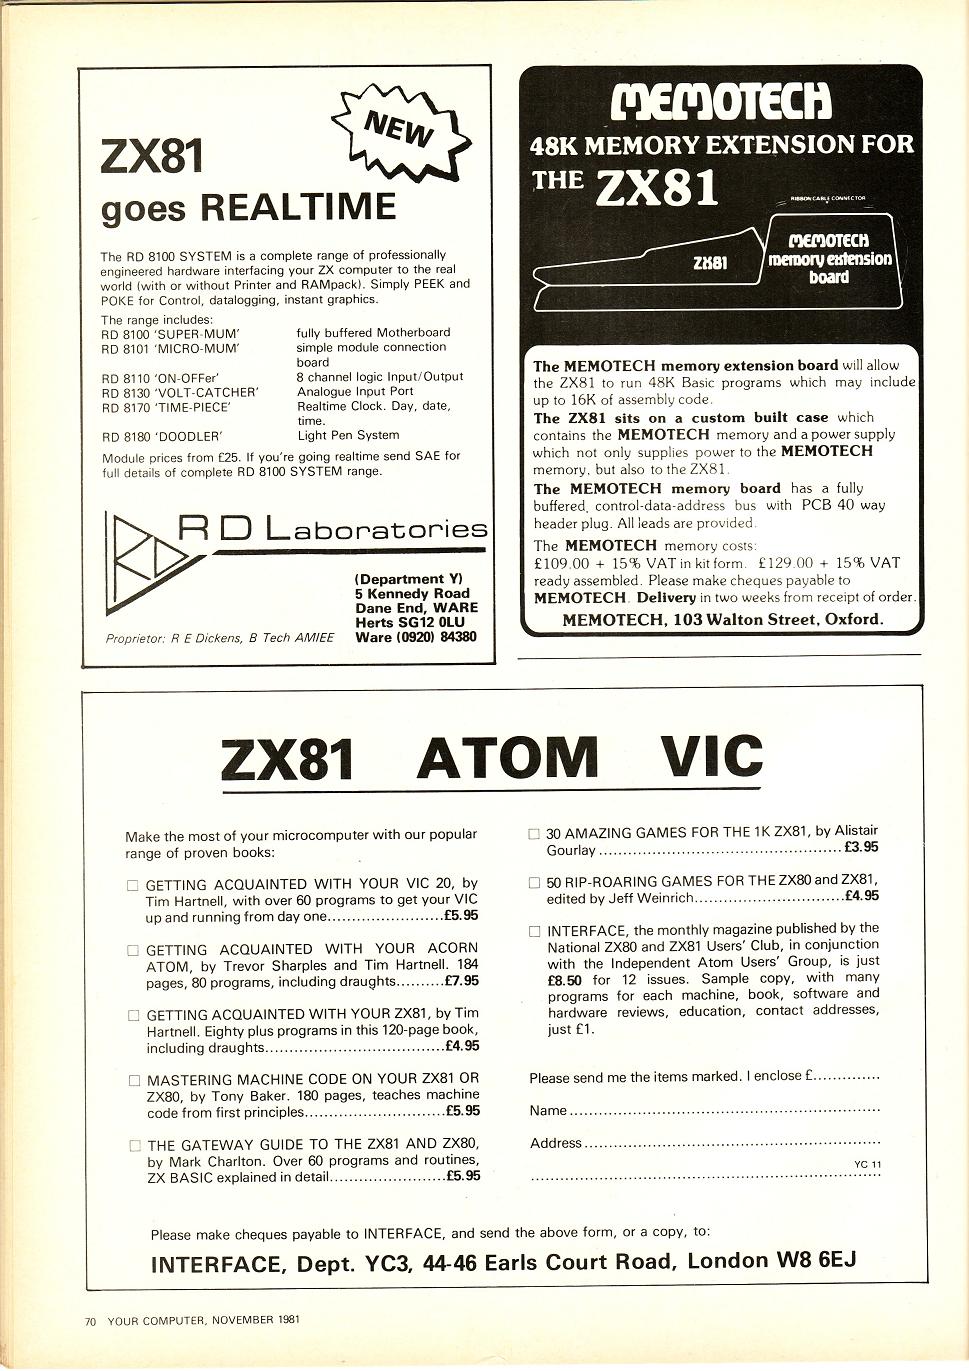 NEW
ZX81
goes REALTIME
The RD 8100 SYSTEM is a complete range of professionally
engineered hardware interfacing your ZX computer to the real
world (with or without Printer and RAMpack). Simply PEEK and
POKE for Control, datalogging, instant graphics.
The range includes:
RD 8100 'SUPER-MUM' fully buffered Motherboard
RD 8101 'MICRO-MUM' simple module connection
board
RD 8110 'ON-OFFer' 8 channel logic Input/Output
RD 8130 'VOLT-CATCHER' Analogue Input Port
RD 8170 'TIME-PIECE' Realtime Clock. Day, date,
time.
RD 8180 'DOODLER' Light Pen System
Module prices from £25. If you're going realtime send SAE for
full details of complete RD 8100 SYSTEM range.
RD
RD Laboratories
(Department Y)
5 Kennedy Road
Dane End, WARE
Herts SG12 0LU
Ware (0920) 84380
Proprietor: R E Dickens, B Tech AMIEE
MEMOTECH
48K MEMORY EXTENSION FOR
THE ZX81
RIBBON CABLE CONNECTOR
ZX81
MEMOTECH
memory extension
board
The MEMOTECH memory extension board will allow
the ZX81 to run 48K Basic programs which may include
up to 16K of assembly code.
The ZX81 sits on a custom built case which
contains the MEMOTECH memory and a power supply
which not only supplies power to the MEMOTECH
memory, but also to the ZX81.
The MEMOTECH memory board has a fully
buffered, control-data-address bus with PCB 40 way
header plug. All leads are provided.
The MEMOTECH memory costs:
£109.00 + 15% VAT in kit form. £129.00 + 15% VAT
ready assembled. Please make cheques payable to
MEMOTECH. Delivery in two weeks from receipt of order.
MEMOTECH, 103 Walton Street, Oxford.
ZX81 ATOM VIC
Make the most of your microcomputer with our popular
range of proven books:
☐ GETTING ACQUAINTED WITH YOUR VIC 20, by
Tim Hartnell, with over 60 programs to get your VIC
up and running from day one........................£5.95
☐ GETTING ACQUAINTED WITH YOUR ACORN
ATOM, by Trevor Sharples and Tim Hartnell. 184
pages, 80 programs, including draughts..........£7.95
☐ GETTING ACQUAINTED WITH YOUR ZX81, by Tim
Hartnell. Eighty plus programs in this 120-page book,
including draughts.....................................£4.95
☐ MASTERING MACHINE CODE ON YOUR ZX81 OR
ZX80, by Tony Baker. 180 pages, teaches machine
code from first principles.............................£5.95
☐ THE GATEWAY GUIDE TO THE ZX81 AND ZX80,
by Mark Charlton. Over 60 programs and routines,
ZX BASIC explained in detail........................£5.95
☐ 30 AMAZING GAMES FOR THE 1K ZX81, by Alistair
Gourlay..................................................£3.95
☐ 50 RIP-ROARING GAMES FOR THE ZX80 and ZX81,
edited by Jeff Weinrich...............................£4.95
☐ INTERFACE, the monthly magazine published by the
National ZX80 and ZX81 Users' Club, in conjunction
with the Independent Atom Users' Group, is just
£8.50 for 12 issues. Sample copy, with many
programs for each machine, book, software and
hardware reviews, education, contact addresses,
just £1.
Please send me the items marked. I enclose £..............
Name................................................................
Address.............................................................
YC 11
........................................................................
Please make cheques payable to INTERFACE, and send the above form, or a copy, to:
INTERFACE, Dept. YC3, 44-46 Earls Court Road, London W8 6EJ
70 YOUR COMPUTER, NOVEMBER 1981